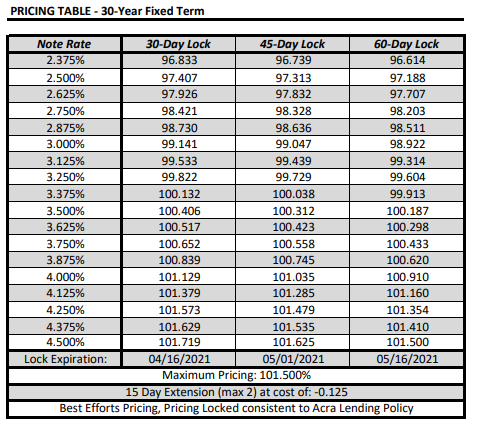 PRICING TABLE - 30-Year Fixed Term
Note Rate 30-Day Lock 45-Day Lock 60-Day Lock
2.375% 96.833 96.739 96.614
2.500% 97.407 97.313 97.188
2.625% 97.926 97.832 97.707
2.750% 98.421 98.328 98.203
2.875% 98.730 98.636 98.511
3.000% 99.141 99.047 98.922
3.125% 99.533 99.439 99.314
3.250% 99.822 99.729 99.604
3.375% 100.132 100.038 99.913
3.500% 100.406 100.312 100.187
3.625% 100.517 100.423 100.298
3.750% 100.652 100.558 100.433
3.875% 100.839 100.745 100.620
4.000% 101.129 101.035 100.910
4.125% 101.379 101.285 101.160
4.250% 101.573 101.479 101.354
4.375% 101.629 101.535 101.410
4.500% 101.719 101.625 101.500
Lock Expiration: 04/16/2021 05/01/2021 05/16/2021
Maximum Pricing: 101.500%
15 Day Extension (max 2) at cost of: -0.125
Best Efforts Pricing, Pricing Locked consistent to Acra Lending Policy